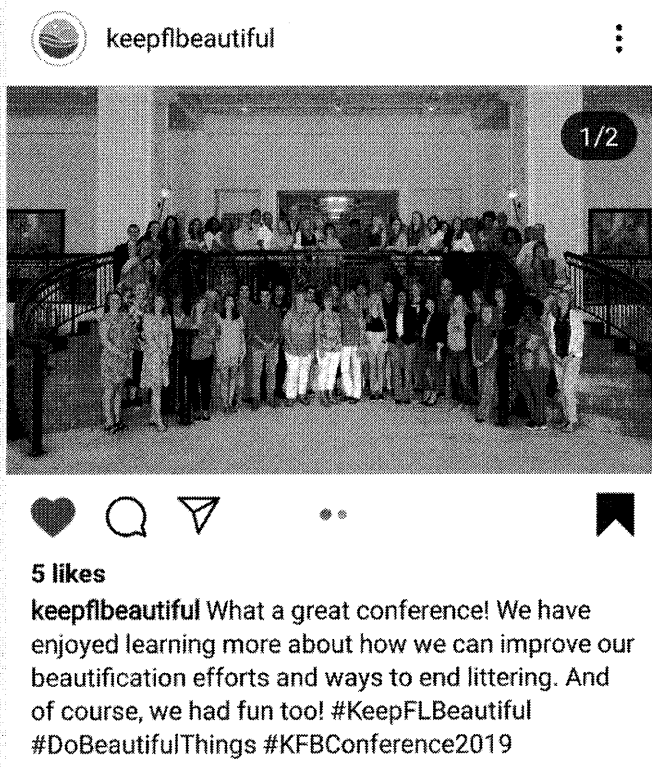 keepflbeautiful
1/2
5 likes
keepflbeautiful What a great conference! We have
enjoyed learning more about how we can improve our
beautification efforts and ways to end littering. And
of course, we had fun too! #KeepFLBeautiful
#DoBeautifulThings #KFBConference2019